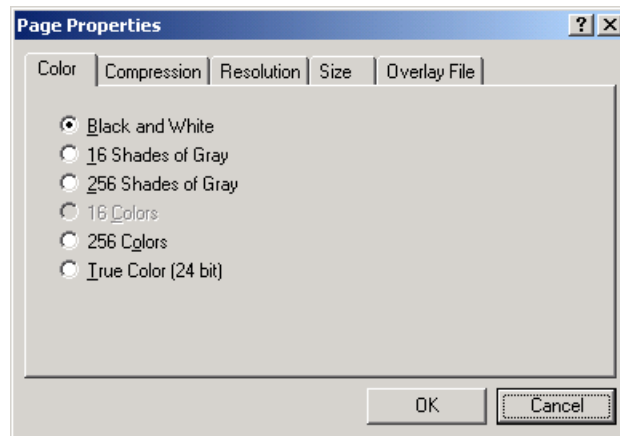 Page Properties
Color Compression Resolution Size Overlay File
Black and White
16 Shades of Gray
256 Shades of Gray
16 Colors
256 Colors
True Color (24 bit)
OK Cancel